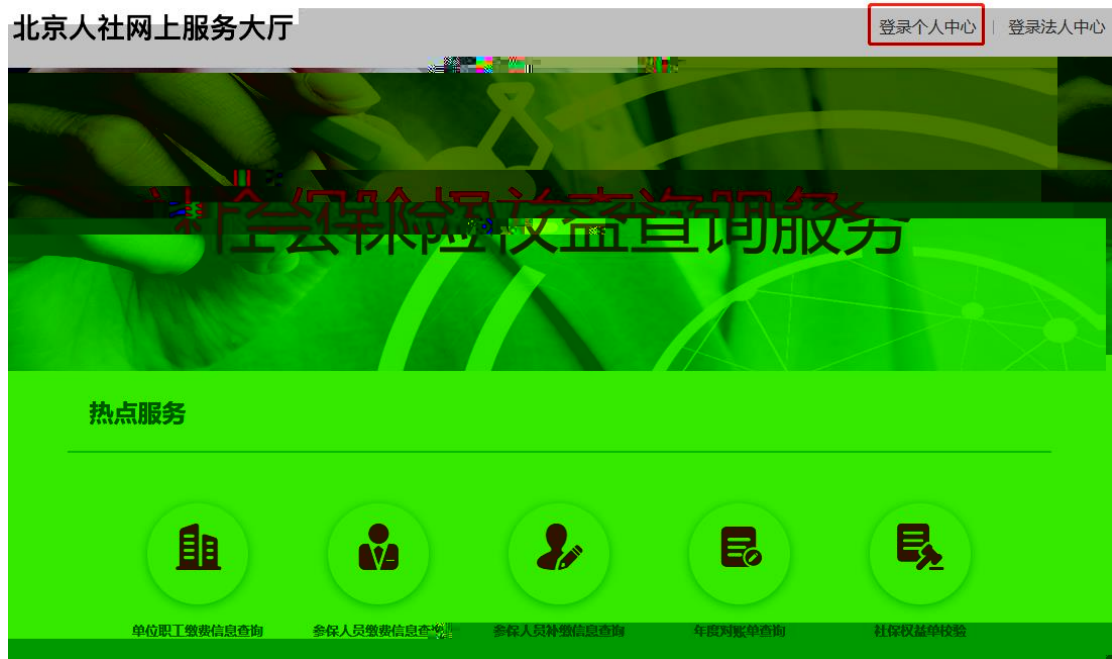 北京人社网上服务大厅
登录个人中心 | 登录法人中心
社会保险权益查询服务
热点服务
单位职工缴费信息查询 参保人员缴费信息查询 参保人员补缴信息查询 年度对账单查询 社保权益单校验